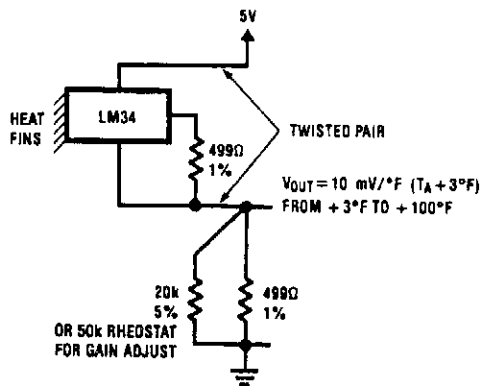 5V
HEAT
FINS
LM34
TWISTED PAIR
499Ω
1%
VOUT = 10 mV/°F (TA + 3°F)
FROM + 3°F TO + 100°F
20k
5%
499Ω
1%
OR 50k RHEOSTAT
FOR GAIN ADJUST